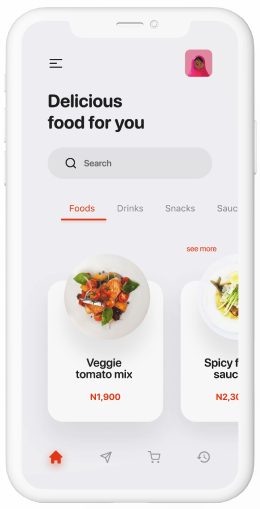 Delicious
food for you
Search
Foods Drinks Snacks Sauc
see more
Veggie
tomato mix
N1,900
Spicy f
sauc
N2,30